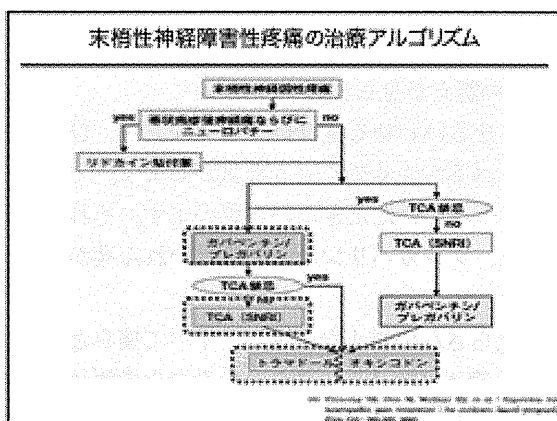 末梢性神経障害性疼痛の治療アルゴリズム
末梢性神経因性疼痛
yes
帯状疱疹後神経痛ならびに
ニューロパチー
no
リドカイン貼付薬
yes
TCA禁忌
no
ガバペンチン/
プレガバリン
TCA (SNRI)
TCA禁忌
yes
no
TCA (SNRI)
ガバペンチン/
プレガバリン
トラマドール オキシコドン